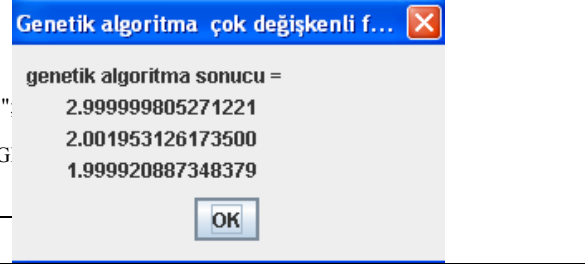 Genetik algoritma çok değişkenli f...
genetik algoritma sonucu =
";
2.999999805271221
2.001953126173500
G
1.999920887348379
OK